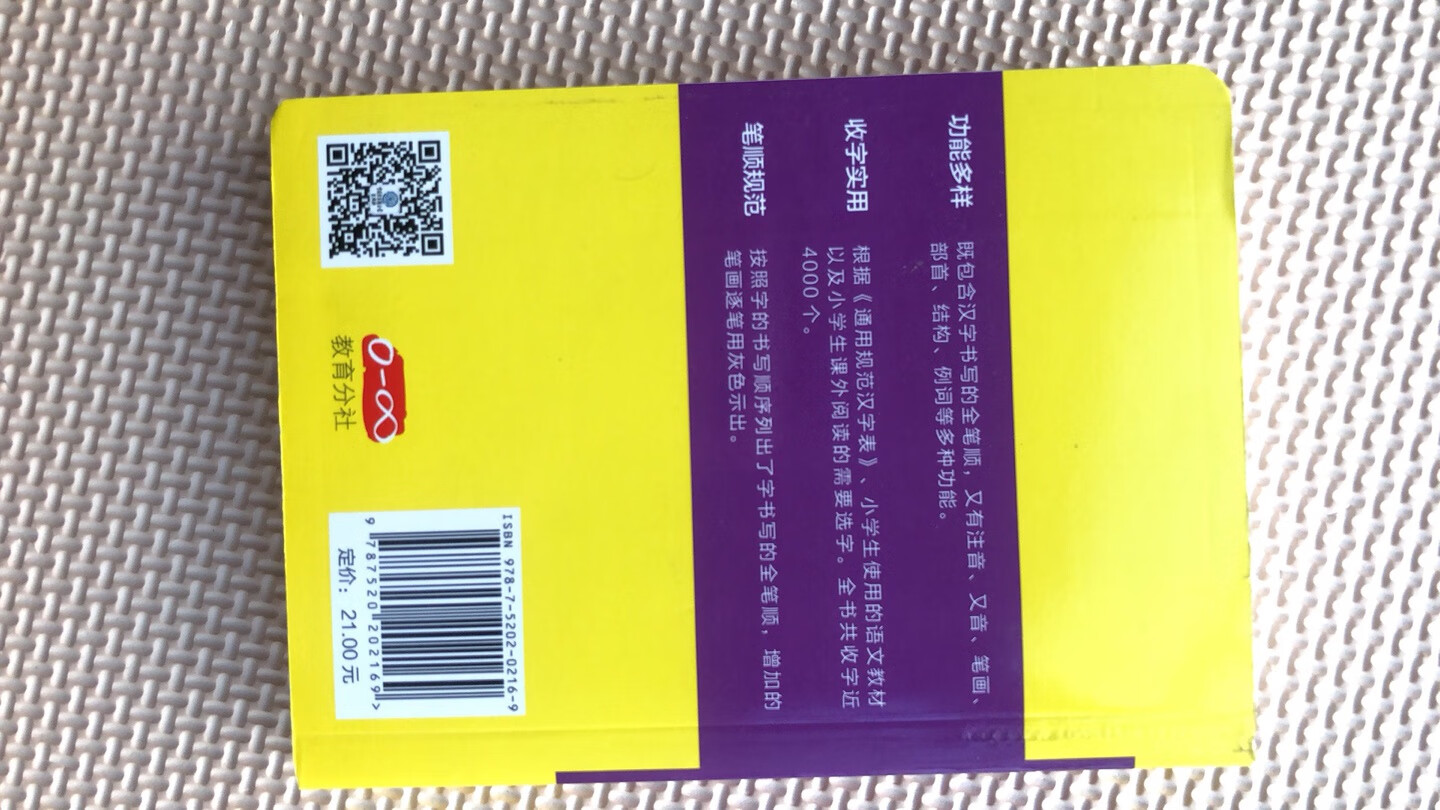 功能多样
既包含汉字书写的全笔顺，又有注音、又音、笔画、
部首、结构、例词等多种功能。
收字实用
根据《通用规范汉字表》、小学生使用的语文教材
以及小学生课外阅读的需要选字。全书共收字近
4000个。
笔顺规范
按照字的书写顺序列出了字书写的全笔顺，增加的
笔画逐笔用灰色示出。
0-∞
教育分社
ISBN 978-7-5202-0216-9
9 787520 202169>
定价：21.00元